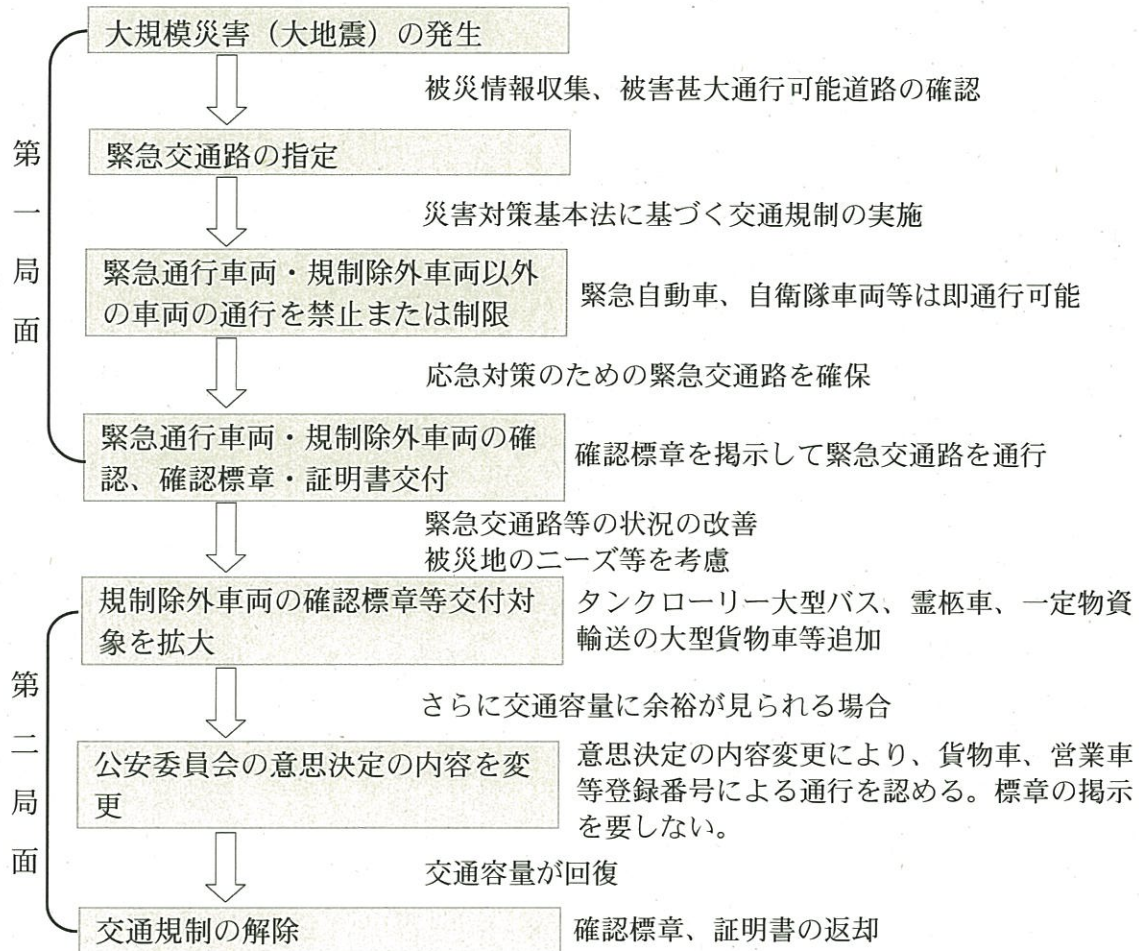 大規模災害（大地震）の発生
被災情報収集、被害甚大通行可能道路の確認
緊急交通路の指定
災害対策基本法に基づく交通規制の実施
緊急通行車両・規制除外車両以外
の車両の通行を禁止または制限
緊急自動車、自衛隊車両等は即通行可能
応急対策のための緊急交通路を確保
緊急通行車両・規制除外車両の確
認、確認標章・証明書交付
確認標章を掲示して緊急交通路を通行
第一局面
緊急交通路等の状況の改善
被災地のニーズ等を考慮
規制除外車両の確認標章等交付対
象を拡大
タンクローリー大型バス、霊柩車、一定物資
輸送の大型貨物車等追加
さらに交通容量に余裕が見られる場合
公安委員会の意思決定の内容を変
更
意思決定の内容変更により、貨物車、営業車
等登録番号による通行を認める。標章の掲示
を要しない。
交通容量が回復
交通規制の解除
確認標章、証明書の返却
第二局面